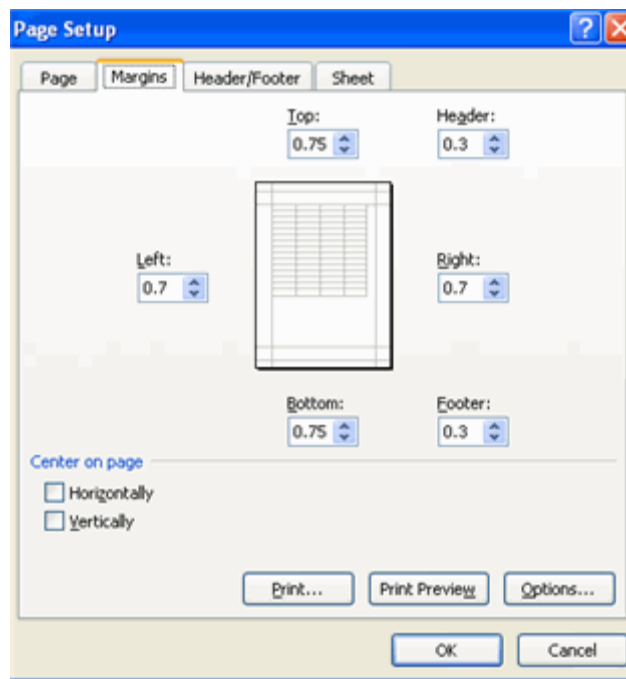 Page Setup
Page Margins Header/Footer Sheet
Top: Header:
0.75 0.3
Left: Right:
0.7 0.7
Bottom: Footer:
0.75 0.3
Center on page
Horizontally
Vertically
Print... Print Preview Options...
OK Cancel